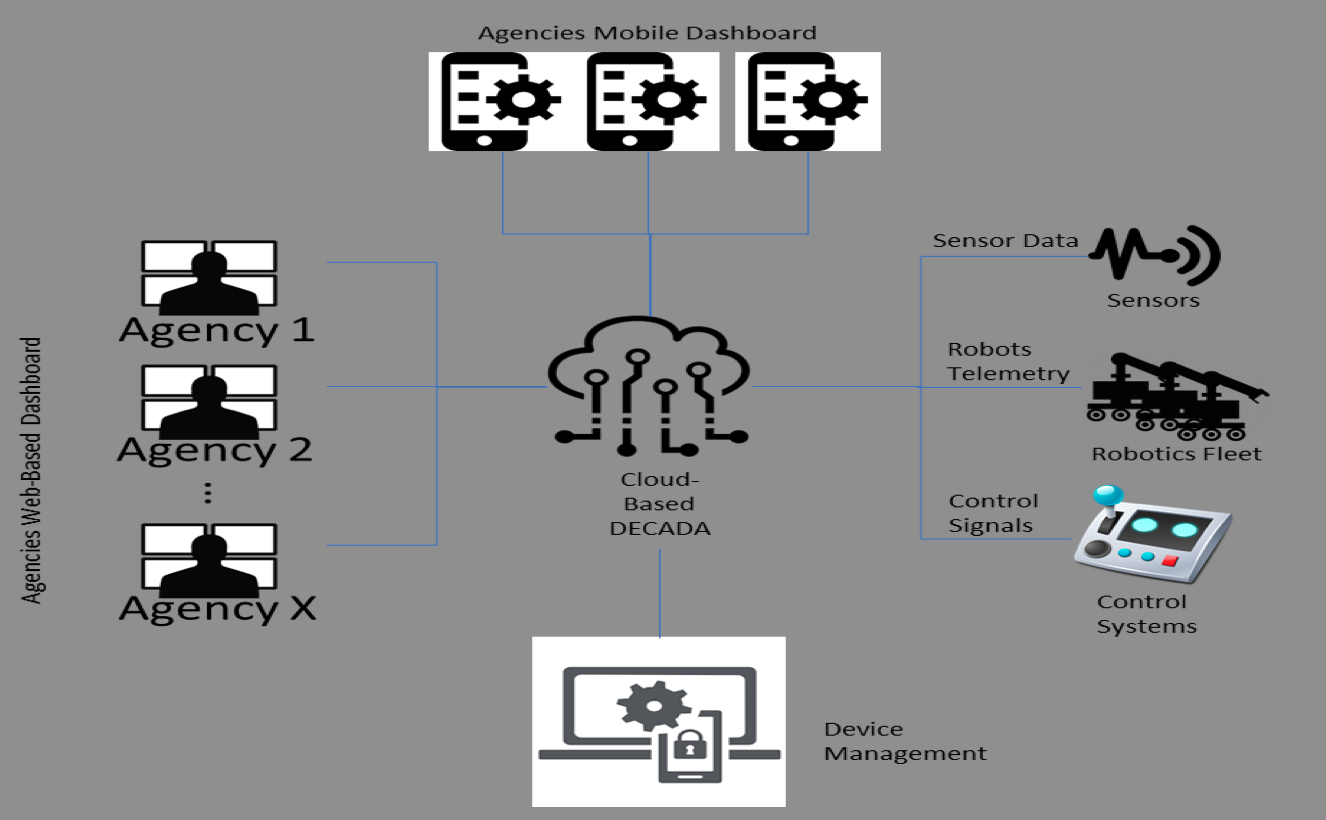 Agencies Mobile Dashboard
Agencies Web-Based Dashboard
Agency 1
Agency 2
...
Agency X
Cloud-
Based
DECADA
Sensor Data
Sensors
Robots
Telemetry
Robotics Fleet
Control
Signals
Control
Systems
Device
Management